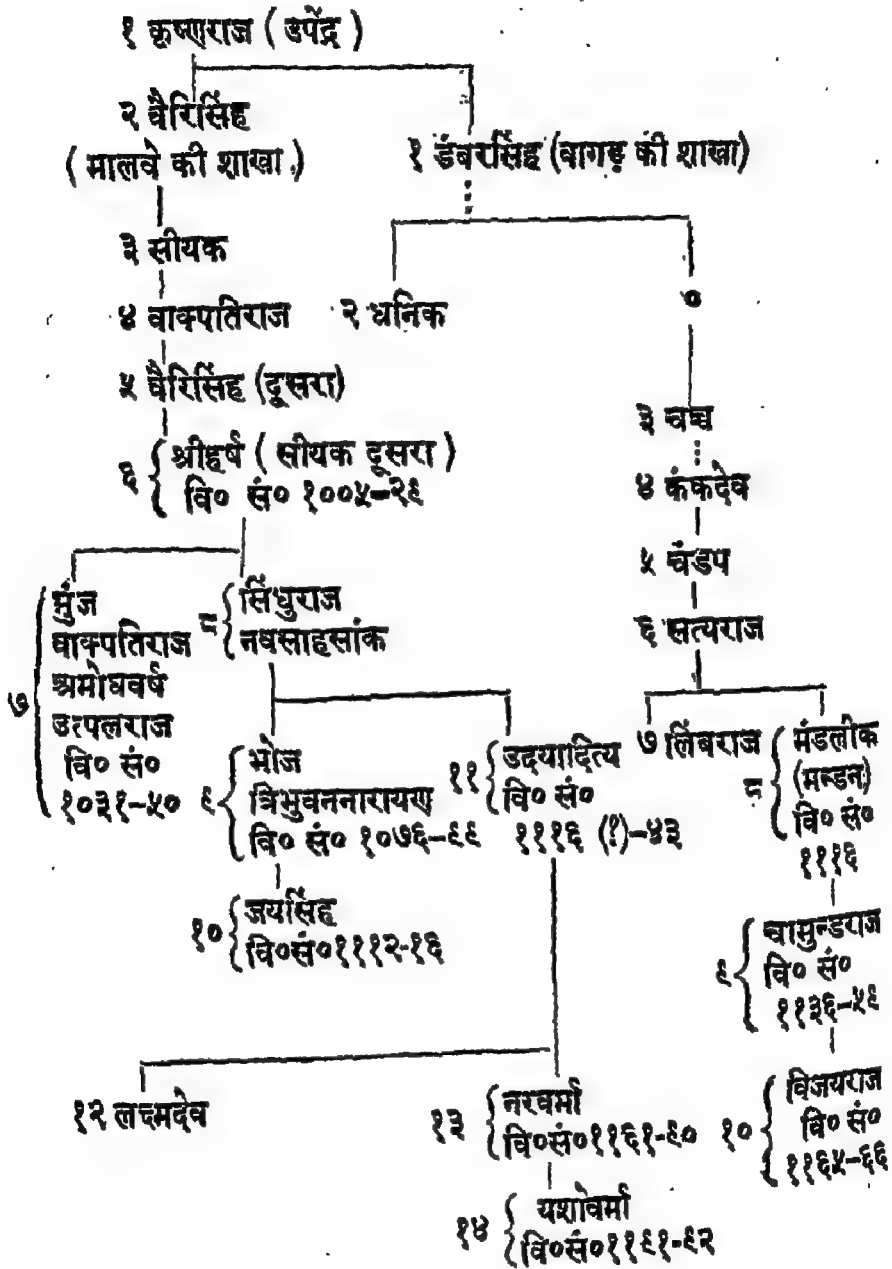 १ कृष्णराज ( उपेंद्र )
२ वैरिसिंह
( मालवे की शाखा )
१ डंबरसिंह (वागड़ की शाखा)
३ सीयक
४ वाक्पतिराज
२ धनिक
०
५ वैरिसिंह (दूसरा)
३ चच्च
६ श्रीहर्ष ( सीयक दूसरा )
वि० सं० १००५-२९
४ कंकदेव
५ चंडप
६ सत्यराज
७ मुंज
वाक्पतिराज
अमोघवर्ष
उत्पलराज
वि० सं०
१०३१-५०
८ सिंधुराज
नवसाहसांक
९ भोज
त्रिभुवननारायण
वि० सं० १०७६-९९
११ उदयादित्य
वि० सं०
१११६ (?)-४३
७ लिंबराज
८ मंडलीक
(मन्डनः)
वि० सं०
१११६
१० जयसिंह
वि०सं०१११२-१६
९ चामुन्डराज
वि० सं०
११३६-५९
१२ लक्ष्मदेव
१३ नरवर्मा
वि०सं०११६१-९०
१० विजयराज
वि० सं०
११६५-६६
१४ यशोवर्मा
वि०सं०११९१-९२